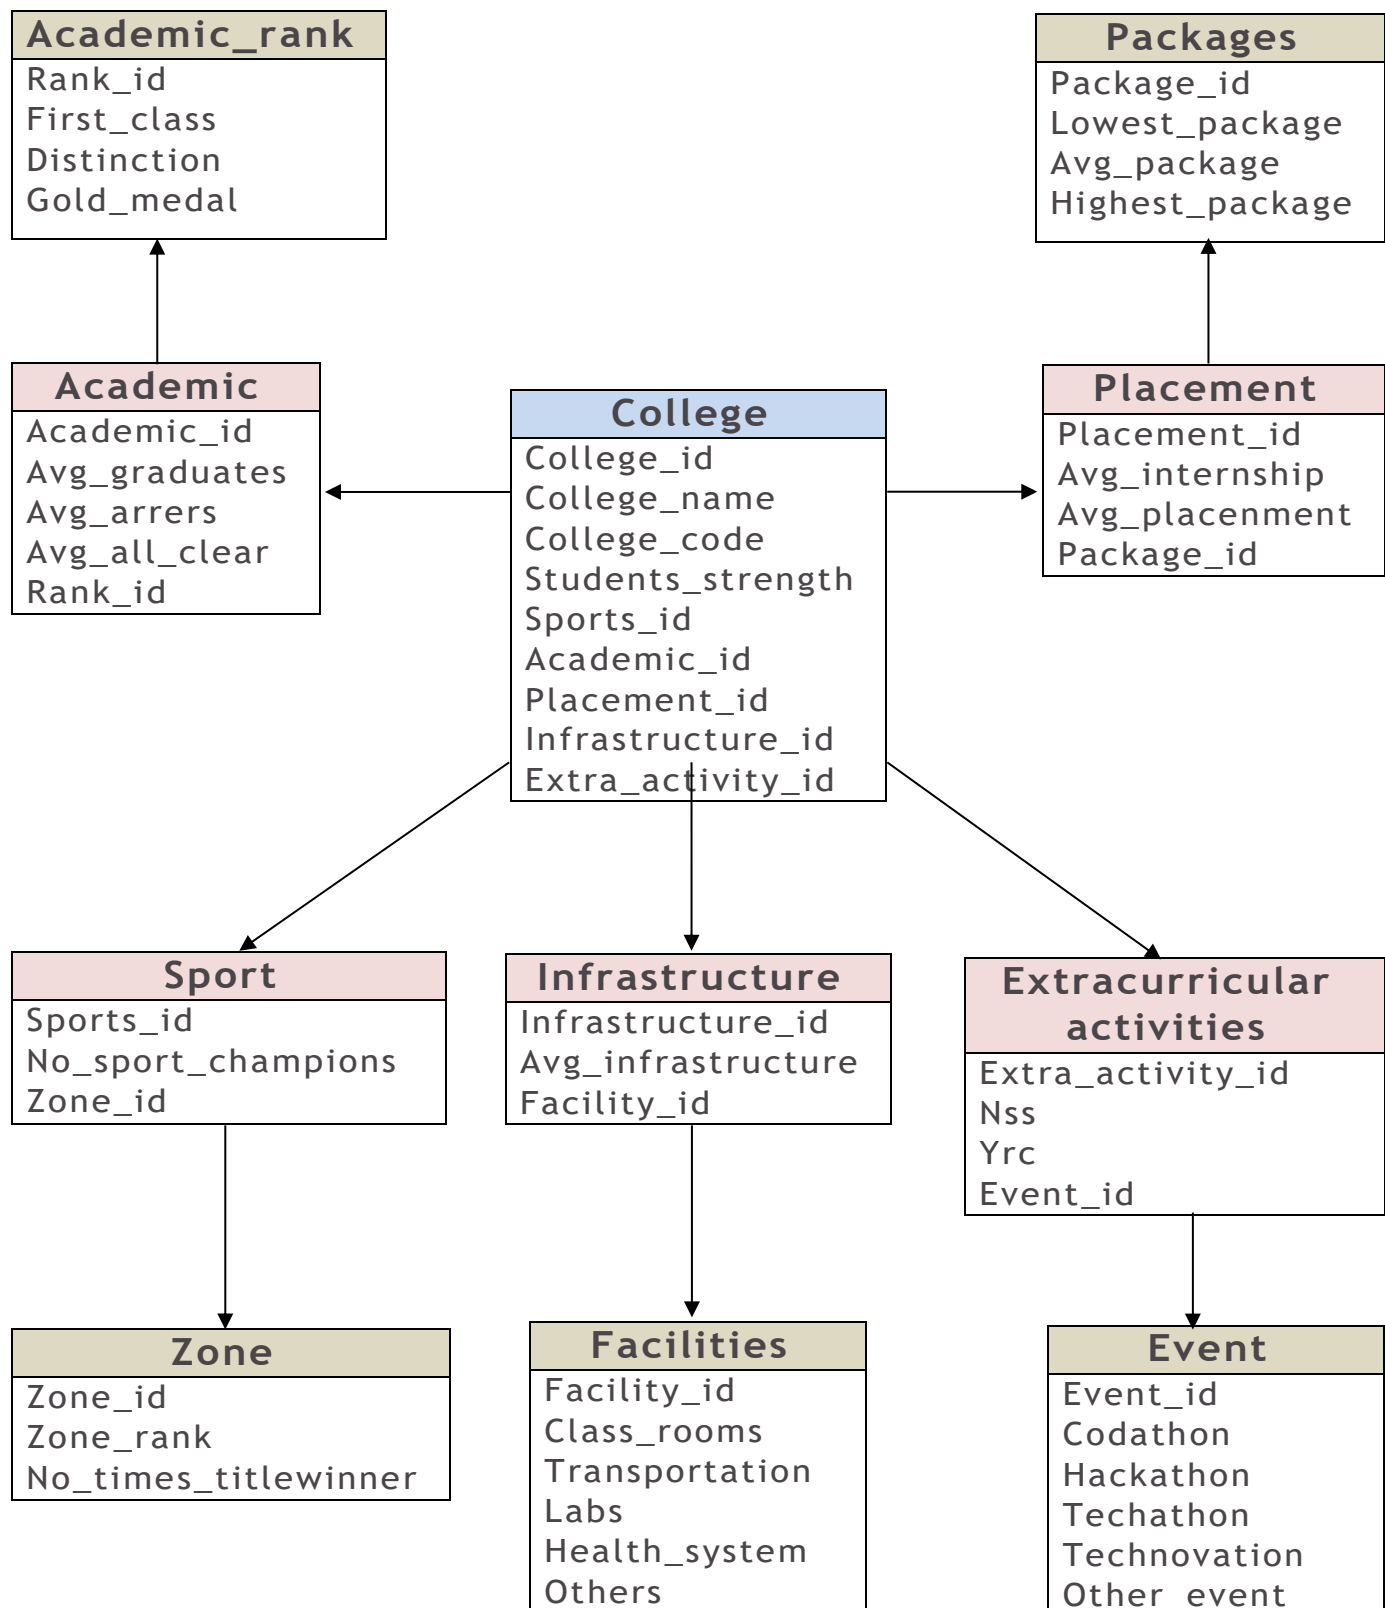 Academic_rank
Rank_id
First_class
Distinction
Gold_medal
Packages
Package_id
Lowest_package
Avg_package
Highest_package
Academic
Academic_id
Avg_graduates
Avg_arrers
Avg_all_clear
Rank_id
College
College_id
College_name
College_code
Students_strength
Sports_id
Academic_id
Placement_id
Infrastructure_id
Extra_activity_id
Placement
Placement_id
Avg_internship
Avg_placenment
Package_id
Sport
Sports_id
No_sport_champions
Zone_id
Infrastructure
Infrastructure_id
Avg_infrastructure
Facility_id
Extracurricular
activities
Extra_activity_id
Nss
Yrc
Event_id
Zone
Zone_id
Zone_rank
No_times_titlewinner
Facilities
Facility_id
Class_rooms
Transportation
Labs
Health_system
Others
Event
Event_id
Codathon
Hackathon
Techathon
Technovation
Other_event